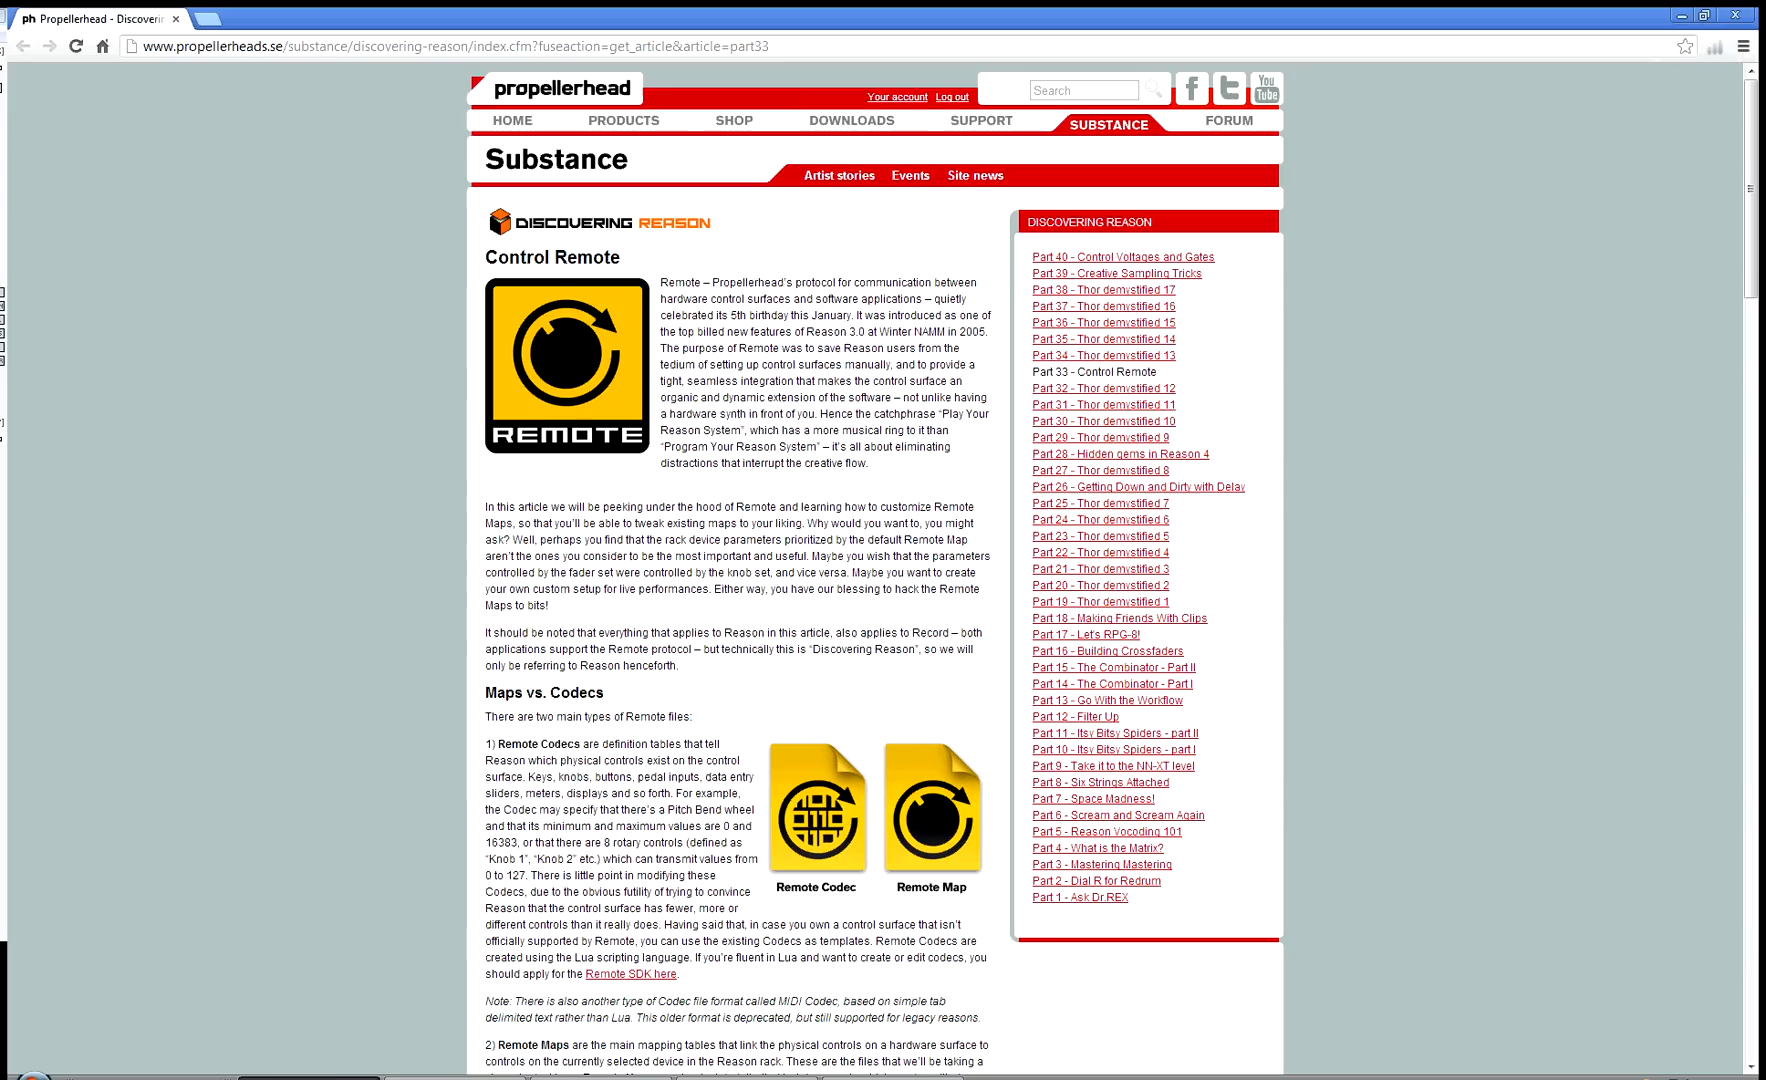 ph Propellerhead - Discoverin
www.propellerheads.se/substance/discovering-reason/index.cfm?fuseaction=get_article&article=part33
propellerhead
Your account Log out
Search
You Tube
HOME PRODUCTS SHOP DOWNLOADS SUPPORT SUBSTANCE FORUM
Substance
Artist stories Events Site news
DISCOVERING REASON
Control Remote
REMOTE
Remote – Propellerhead’s protocol for communication between
hardware control surfaces and software applications – quietly
celebrated its 5th birthday this January. It was introduced as one of
the top billed new features of Reason 3.0 at Winter NAMM in 2005.
The purpose of Remote was to save Reason users from the
tedium of setting up control surfaces manually, and to provide a
tight, seamless integration that makes the control surface an
organic and dynamic extension of the software – not unlike having
a hardware synth in front of you. Hence the catchphrase “Play Your
Reason System”, which has a more musical ring to it than
“Program Your Reason System” – it’s all about eliminating
distractions that interrupt the creative flow.
In this article we will be peeking under the hood of Remote and learning how to customize Remote
Maps, so that you’ll be able to tweak existing maps to your liking. Why would you want to, you might
ask? Well, perhaps you find that the rack device parameters prioritized by the default Remote Map
aren’t the ones you consider to be the most important and useful. Maybe you wish that the parameters
controlled by the fader set were controlled by the knob set, and vice versa. Maybe you want to create
your own custom setup for live performances. Either way, you have our blessing to hack the Remote
Maps to bits!
It should be noted that everything that applies to Reason in this article, also applies to Record – both
applications support the Remote protocol – but technically this is “Discovering Reason”, so we will
only be referring to Reason henceforth.
Maps vs. Codecs
There are two main types of Remote files:
1) Remote Codecs are definition tables that tell
Reason which physical controls exist on the control
surface. Keys, knobs, buttons, pedal inputs, data entry
sliders, meters, displays and so forth. For example,
the Codec may specify that there’s a Pitch Bend wheel
and that its minimum and maximum values are 0 and
16383, or that there are 8 rotary controls (defined as
“Knob 1”, “Knob 2” etc.) which can transmit values from
0 to 127. There is little point in modifying these
Codecs, due to the obvious futility of trying to convince
Reason that the control surface has fewer, more or
different controls than it really does. Having said that, in case you own a control surface that isn’t
officially supported by Remote, you can use the existing Codecs as templates. Remote Codecs are
created using the Lua scripting language. If you’re fluent in Lua and want to create or edit codecs, you
should apply for the Remote SDK here.
Remote Codec Remote Map
Note: There is also another type of Codec file format called MIDI Codec, based on simple tab
delimited text rather than Lua. This older format is deprecated, but still supported for legacy reasons.
2) Remote Maps are the main mapping tables that link the physical controls on a hardware surface to
controls on the currently selected device in the Reason rack. These are the files that we’ll be taking a
DISCOVERING REASON
Part 40 - Control Voltages and Gates
Part 39 - Creative Sampling Tricks
Part 38 - Thor demystified 17
Part 37 - Thor demystified 16
Part 36 - Thor demystified 15
Part 35 - Thor demystified 14
Part 34 - Thor demystified 13
Part 33 - Control Remote
Part 32 - Thor demystified 12
Part 31 - Thor demystified 11
Part 30 - Thor demystified 10
Part 29 - Thor demystified 9
Part 28 - Hidden gems in Reason 4
Part 27 - Thor demystified 8
Part 26 - Getting Down and Dirty with Delay
Part 25 - Thor demystified 7
Part 24 - Thor demystified 6
Part 23 - Thor demystified 5
Part 22 - Thor demystified 4
Part 21 - Thor demystified 3
Part 20 - Thor demystified 2
Part 19 - Thor demystified 1
Part 18 - Making Friends With Clips
Part 17 - Let's RPG-8!
Part 16 - Building Crossfaders
Part 15 - The Combinator - Part II
Part 14 - The Combinator - Part I
Part 13 - Go With the Workflow
Part 12 - Filter Up
Part 11 - Itsy Bitsy Spiders - part II
Part 10 - Itsy Bitsy Spiders - part I
Part 9 - Take it to the NN-XT level
Part 8 - Six Strings Attached
Part 7 - Space Madness!
Part 6 - Scream and Scream Again
Part 5 - Reason Vocoding 101
Part 4 - What is the Matrix?
Part 3 - Mastering Mastering
Part 2 - Dial R for Redrum
Part 1 - Ask Dr.REX